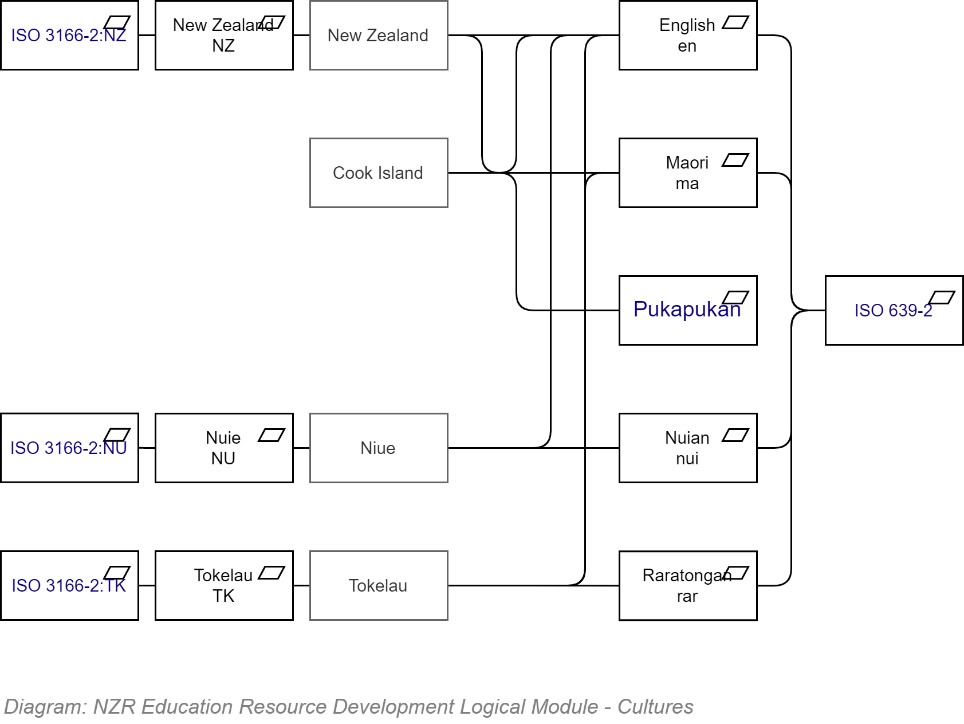 ISO 3166-2:NZ
New Zealand
NZ
New Zealand
English
en
Cook Island
Maori
ma
Pukapukan
ISO 639-2
ISO 3166-2:NU
Nuie
NU
Niue
Nuian
nui
ISO 3166-2:TK
Tokelau
TK
Tokelau
Raratongan
rar
Diagram: NZR Education Resource Development Logical Module - Cultures